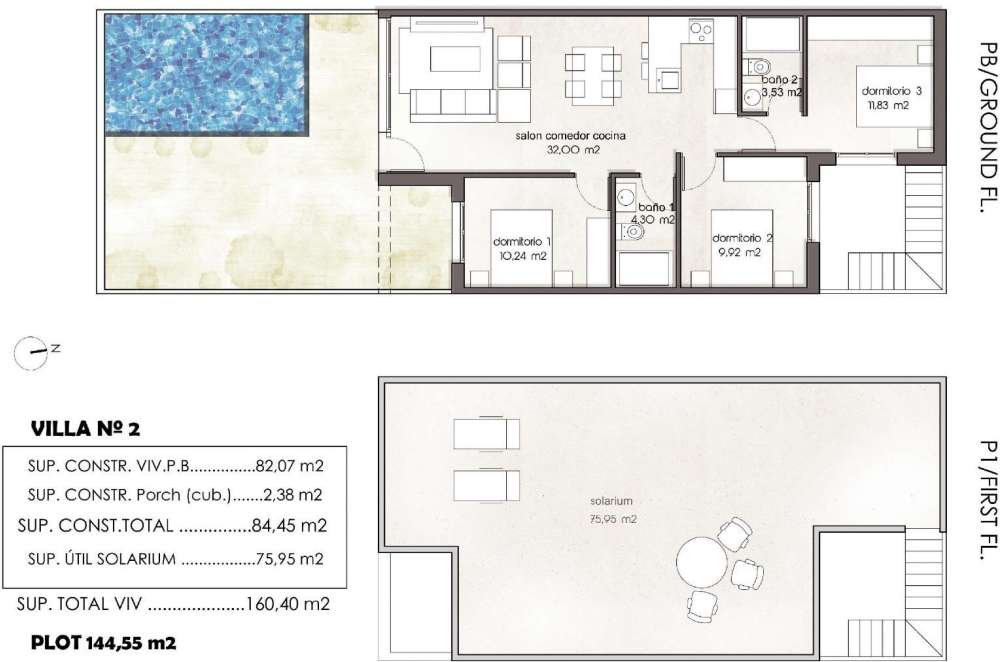 PB/GROUND FL.
baño 2
3,53 m2
dormitorio 3
11,83 m2
salon comedor cocina
32,00 m2
baño 1
4,30 m2
dormitorio 1
10,24 m2
dormitorio 2
9,92 m2
N
VILLA Nº 2
SUP. CONSTR. VIV.P.B...............82,07 m2
SUP. CONSTR. Porch (cub.).......2,38 m2
SUP. CONST.TOTAL ................84,45 m2
SUP. ÚTIL SOLARIUM .................75,95 m2
SUP. TOTAL VIV ......................160,40 m2
PLOT 144,55 m2
solarium
75,95 m2
P1/FIRST FL.